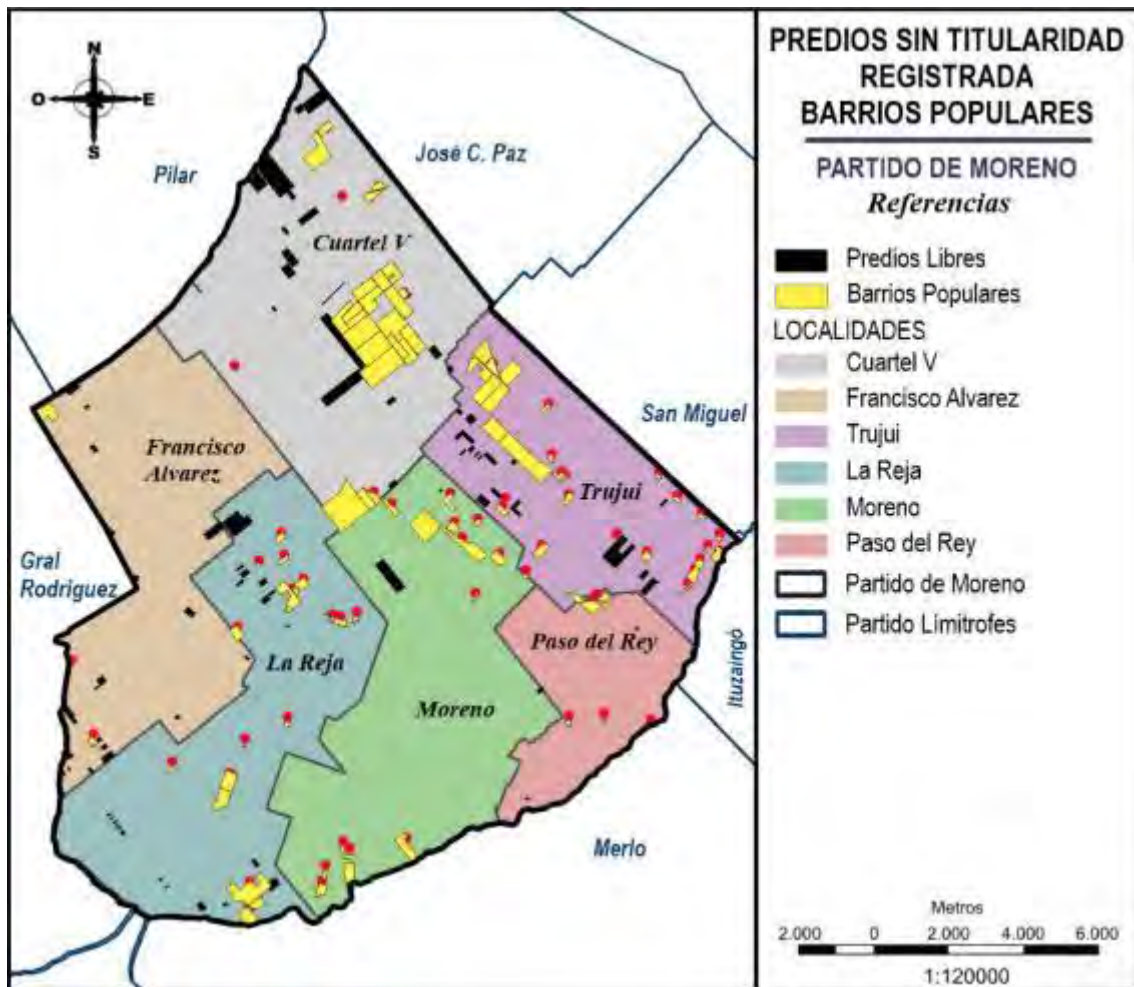 PREDIOS SIN TITULARIDAD
REGISTRADA
BARRIOS POPULARES
PARTIDO DE MORENO
Referencias
Predios Libres
Barrios Populares
LOCALIDADES
Cuartel V
Francisco Alvarez
Trujui
La Reja
Moreno
Paso del Rey
Partido de Moreno
Partido Limitrofes
Metros
2.000 0 2.000 4.000 6.000
1:120000
N
O E
S
Pilar
José C. Paz
Cuartel V
San Miguel
Francisco
Alvarez
Trujui
Gral
Rodriguez
Paso del Rey
La Reja
Ituzaingó
Moreno
Merlo